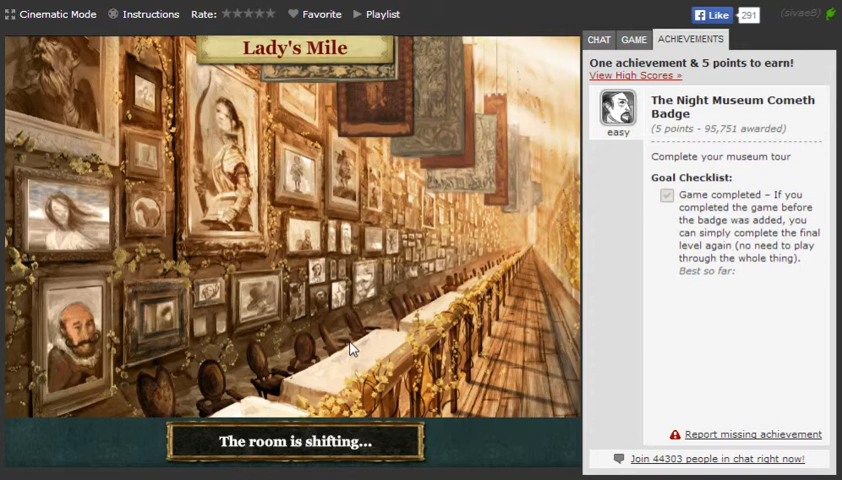 Cinematic Mode Instructions Rate: Favorite Playlist Like 291 (sivae8)
Lady's Mile
The room is shifting...
CHAT GAME ACHIEVEMENTS
One achievement & 5 points to earn!
View High Scores »
easy
The Night Museum Cometh
Badge
(5 points - 95,751 awarded)
Complete your museum tour
Goal Checklist:
Game completed – If you
completed the game before
the badge was added, you
can simply complete the final
level again (no need to play
through the whole thing).
Best so far:
Report missing achievement
Join 44303 people in chat right now!